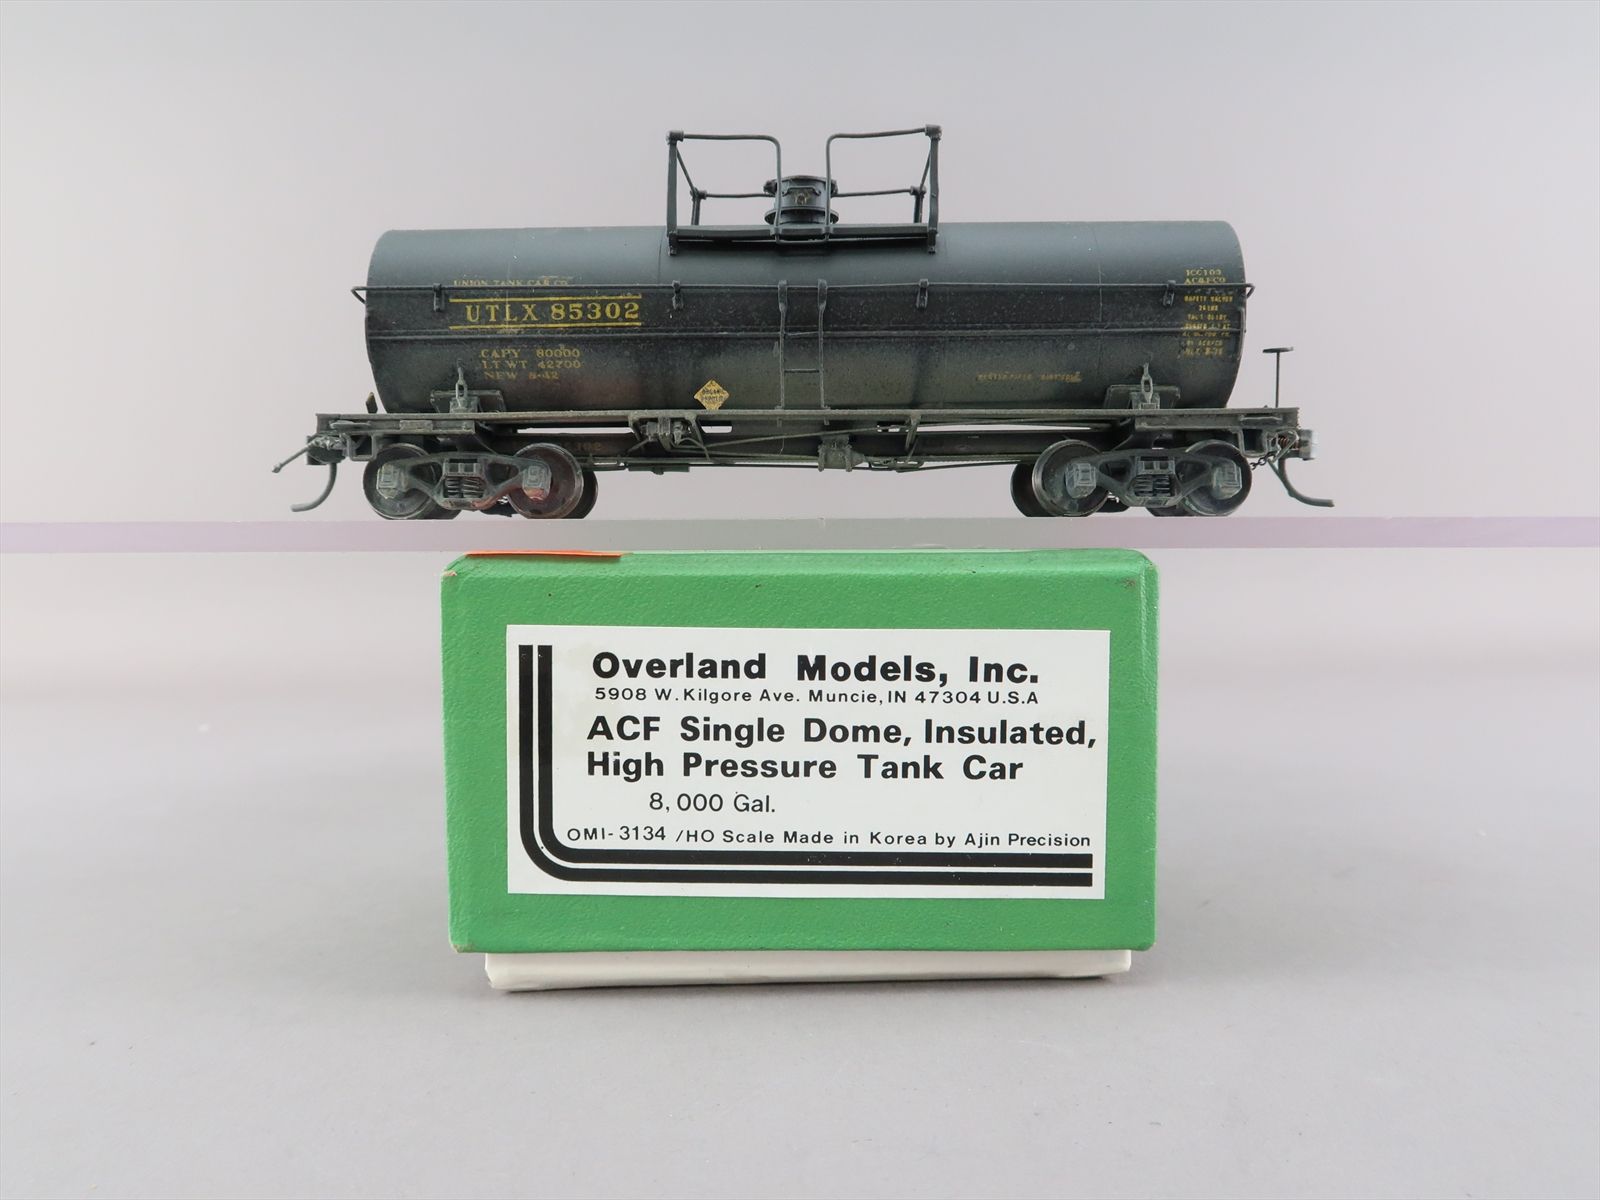 UNION TANK CAR CO.
UTLX 85302
CAPY 80000
LT WT 42700
NEW 8-42
ICC103
Overland Models, Inc.
5908 W. Kilgore Ave. Muncie, IN 47304 U.S.A
ACF Single Dome, Insulated,
High Pressure Tank Car
8,000 Gal.
OMI-3134 /HO Scale Made in Korea by Ajin Precision